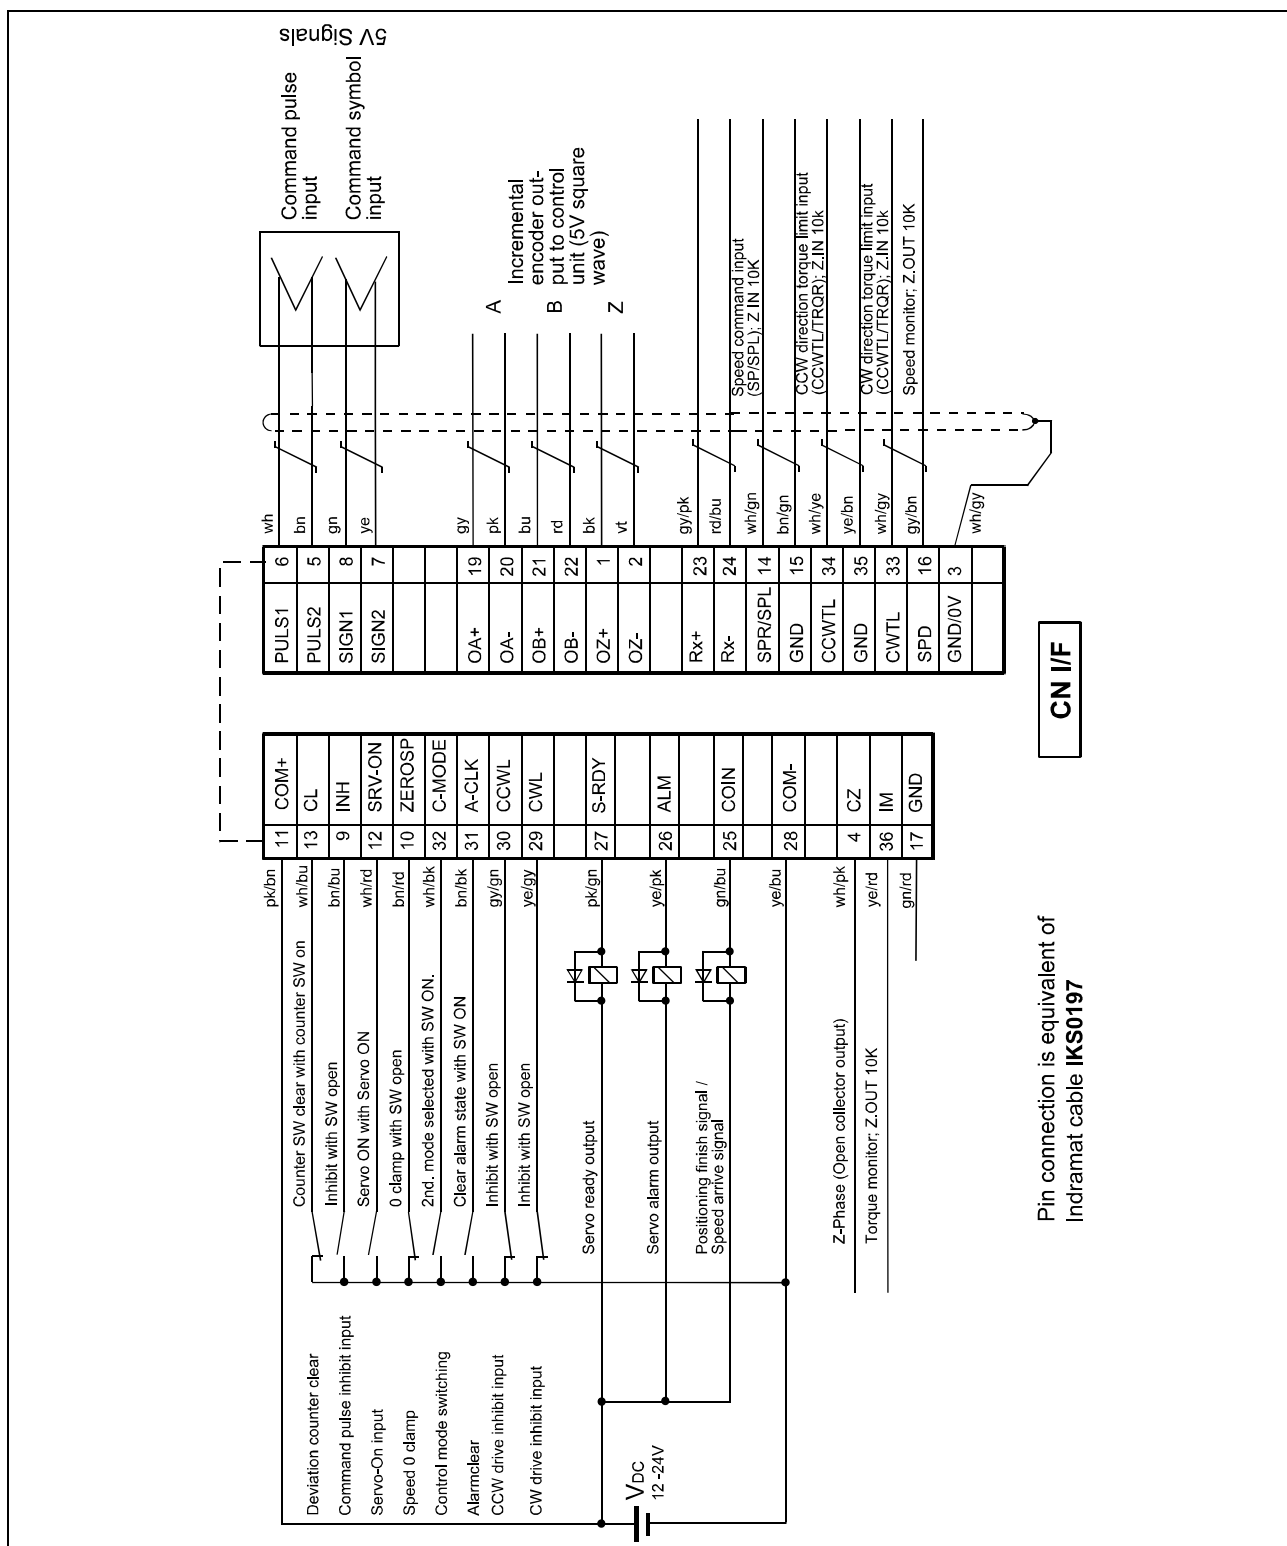 5V Signals
Command pulse
input
Command symbol
input
A
B
Z
Incremental
encoder out-
put to control
unit (5V square
wave)
Speed command input
(SP/SPL); Z IN 10K
CCW direction torque limit input
(CCWTL/TRQR); Z.IN 10k
CW direction torque limit input
(CCWTL/TRQR); Z.IN 10k
Speed monitor; Z.OUT 10K
wh
bn
gn
ye
gy
pk
bu
rd
bk
vt
gy/pk
rd/bu
wh/gn
bn/gn
wh/ye
ye/bn
wh/gy
gy/bn
wh/gy
PULS1 6
PULS2 5
SIGN1 8
SIGN2 7
OA+ 19
OA- 20
OB+ 21
OB- 22
OZ+ 1
OZ- 2
Rx+ 23
Rx- 24
SPR/SPL 14
GND 15
CCWTL 34
GND 35
CWTL 33
SPD 16
GND/0V 3
CN I/F
11 COM+
13 CL
9 INH
12 SRV-ON
10 ZEROSP
32 C-MODE
31 A-CLK
30 CCWL
29 CWL
27 S-RDY
26 ALM
25 COIN
28 COM-
4 CZ
36 IM
17 GND
pk/bn
wh/bu
bn/bu
wh/rd
bn/rd
wh/bk
bn/bk
gy/gn
ye/gy
pk/gn
ye/pk
gn/bu
ye/bu
wh/pk
ye/rd
gn/rd
Counter SW clear with counter SW on
Inhibit with SW open
Servo ON with Servo ON
0 clamp with SW open
2nd. mode selected with SW ON.
Clear alarm state with SW ON
Inhibit with SW open
Inhibit with SW open
Servo ready output
Servo alarm output
Positioning finish signal /
Speed arrive signal
Z-Phase (Open collector output)
Torque monitor; Z.OUT 10K
Deviation counter clear
Command pulse inhibit input
Servo-On input
Speed 0 clamp
Control mode switching
Alarmclear
CCW drive inhibit input
CW drive inhibit input
VDC
12 -24V
Pin connection is equivalent of
Indramat cable IKS0197